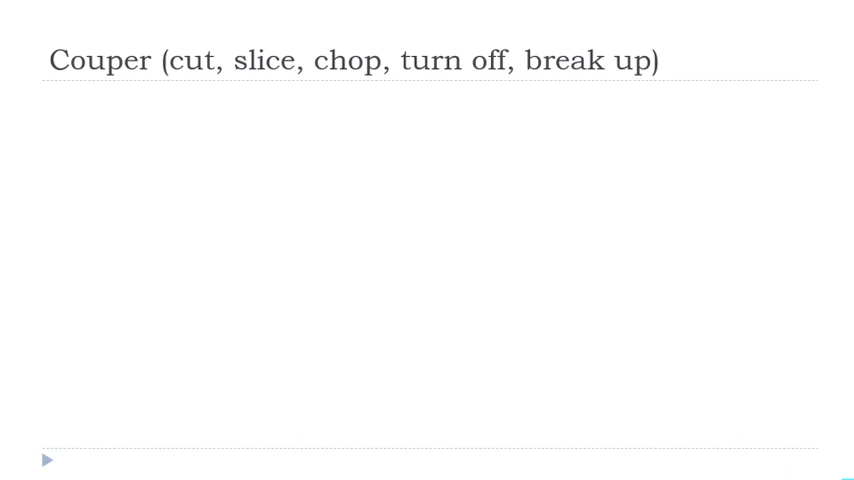 Couper (cut, slice, chop, turn off, break up)